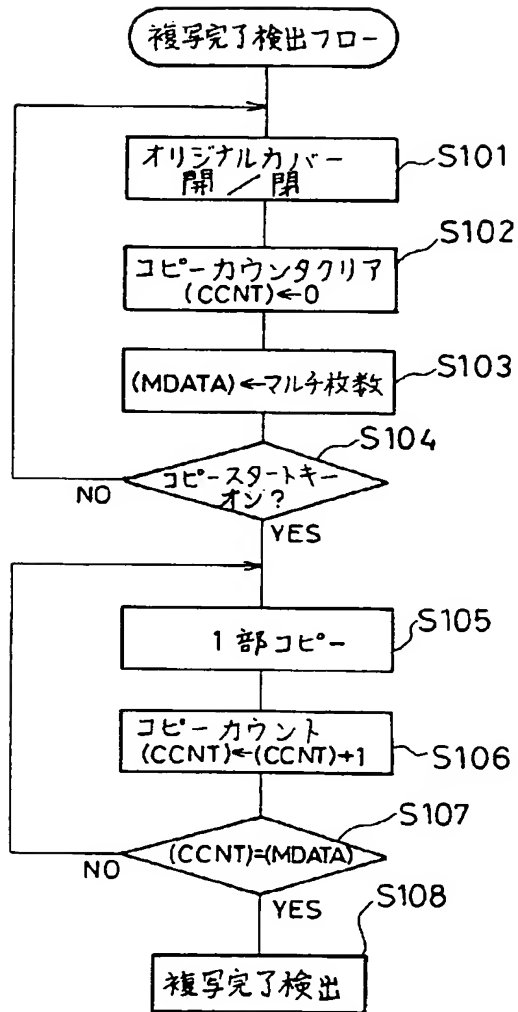 複写完了検出フロー
オリジナルカバー
開／閉
S101
コピーカウンタクリア
(CCNT)←0
S102
(MDATA)←マルチ枚数
S103
コピースタートキー
オン?
S104
NO
YES
1部コピー
S105
コピーカウント
(CCNT)←(CCNT)+1
S106
(CCNT)=(MDATA)
S107
NO
YES
複写完了検出
S108